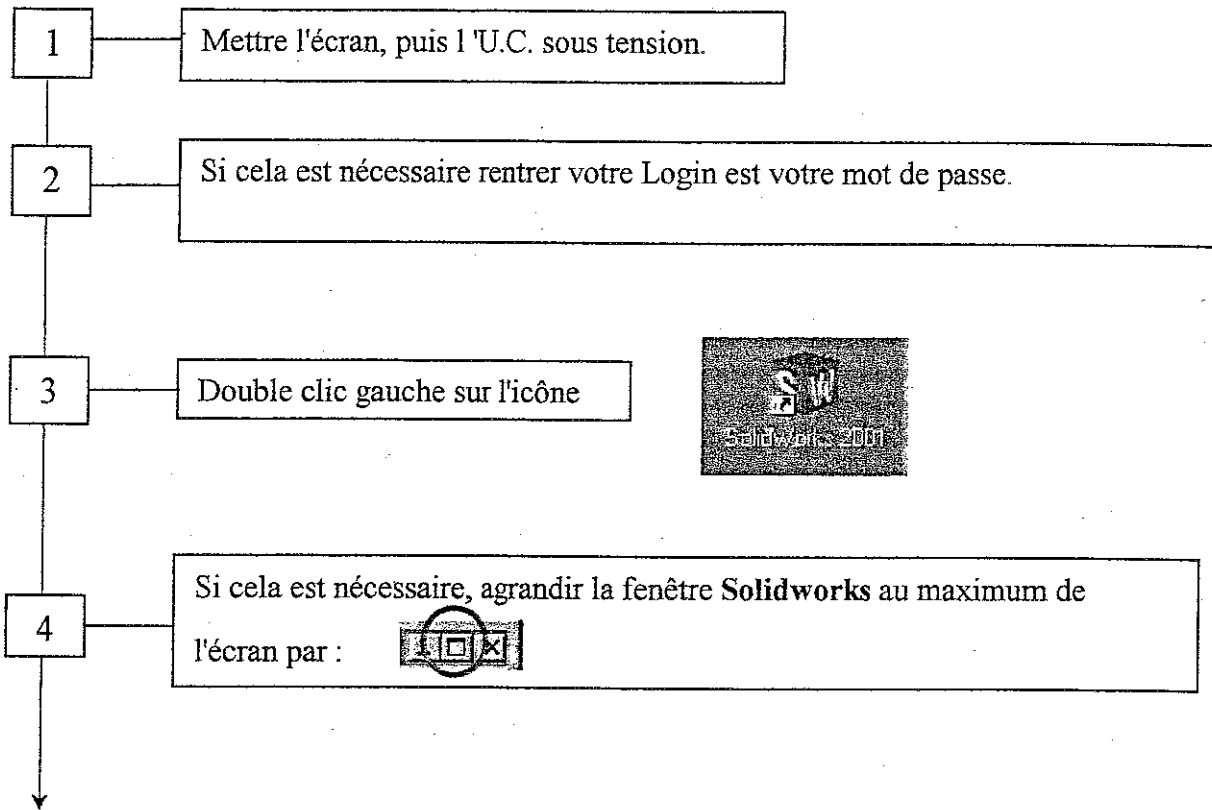 1
Mettre l'écran, puis l 'U.C. sous tension.
2
Si cela est nécessaire rentrer votre Login est votre mot de passe.
3
Double clic gauche sur l'icône
SW
Solidworks 2001
4
Si cela est nécessaire, agrandir la fenêtre Solidworks au maximum de
l'écran par :